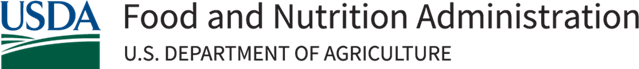 USDA
Food and Nutrition Administration
U.S. DEPARTMENT OF AGRICULTURE